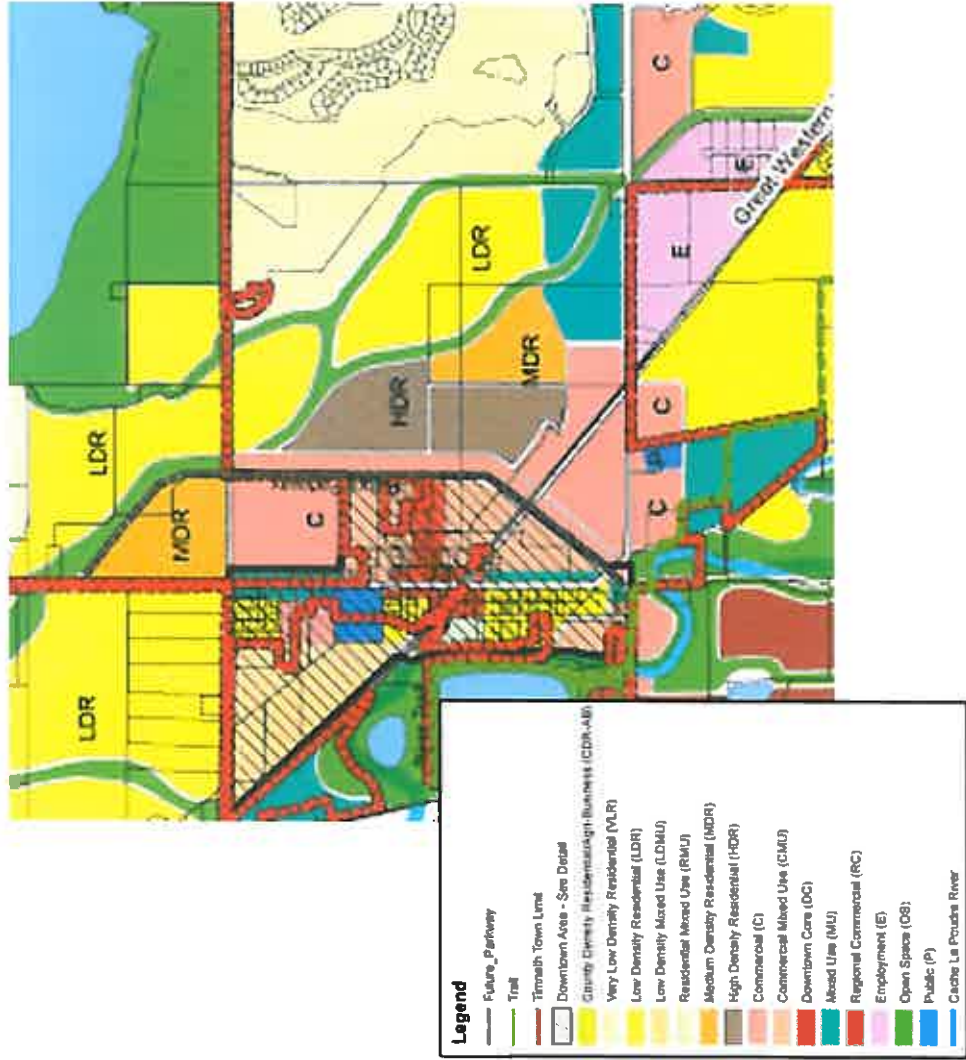 LDR
LDR
MDR
C
HDR
MDR
LDR
C
C
E
E
C
Great Western
Legend
Future_Parkway
Trail
Timnath Town Limit
Downtown Area - See Detail
County Density Residential/Agri-Business (CDR-AB)
Very Low Density Residential (VLR)
Low Density Residential (LDR)
Low Density Mixed Use (LDMU)
Residential Mixed Use (RMU)
Medium Density Residential (MDR)
High Density Residential (HDR)
Commercial (C)
Commercial Mixed Use (CMU)
Downtown Core (DC)
Mixed Use (MU)
Regional Commercial (RC)
Employment (E)
Open Space (OS)
Public (P)
Cache La Poudre River